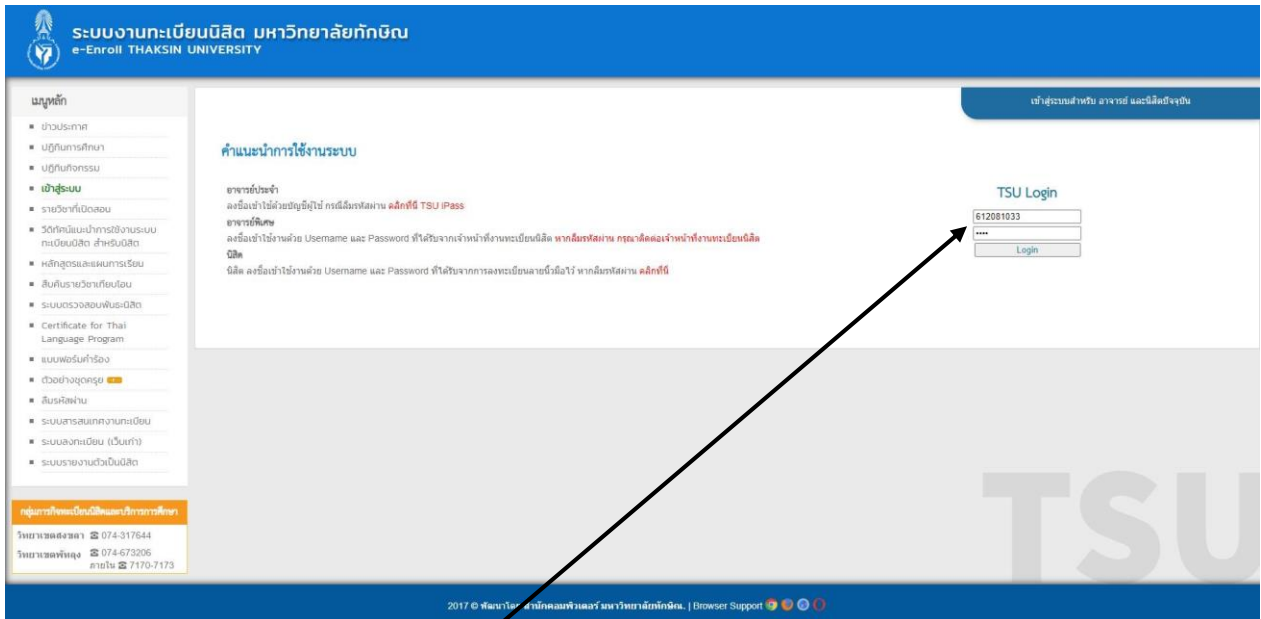 ระบบงานทะเบียนนิสิต มหาวิทยาลัยทักษิณ
e-Enroll THAKSIN UNIVERSITY
เมนูหลัก
ข่าวประกาศ
ปฏิทินการศึกษา
ปฏิทินกิจกรรม
เข้าสู่ระบบ
รายวิชาที่เปิดสอน
วีดิทัศน์แนะนำการใช้งานระบบ
ทะเบียนนิสิต สำหรับนิสิต
หลักสูตรและแผนการเรียน
สืบค้นรายวิชาเทียบโอน
ระบบตรวจสอบพันธะนิสิต
Certificate for Thai
Language Program
แบบฟอร์มคำร้อง
ตัวอย่างชุดครุย
ลืมรหัสผ่าน
ระบบสารสนเทศงานทะเบียน
ระบบลงทะเบียน (เว็บเก่า)
ระบบรายงานตัวเป็นนิสิต
กลุ่มภารกิจทะเบียนนิสิตและบริการการศึกษา
วิทยาเขตสงขลา ☎ 074-317644
วิทยาเขตพัทลุง ☎ 074-673206
ภายใน ☎ 7170-7173
เข้าสู่ระบบสำหรับ อาจารย์ และนิสิตปัจจุบัน
คำแนะนำการใช้งานระบบ
อาจารย์ประจำ
ลงชื่อเข้าใช้ด้วยบัญชีผู้ใช้ กรณีลืมรหัสผ่าน คลิกที่นี่ TSU iPass
อาจารย์พิเศษ
ลงชื่อเข้าใช้งานด้วย Username และ Password ที่ได้รับจากเจ้าหน้าที่งานทะเบียนนิสิต หากลืมรหัสผ่าน กรุณาติดต่อเจ้าหน้าที่งานทะเบียนนิสิต
นิสิต
นิสิต ลงชื่อเข้าใช้งานด้วย Username และ Password ที่ได้รับจากการลงทะเบียนลายนิ้วมือไว้ หากลืมรหัสผ่าน คลิกที่นี่
TSU Login
612081033
••••
Login
TSU
2017 © พัฒนาโดย สำนักคอมพิวเตอร์ มหาวิทยาลัยทักษิณ. | Browser Support